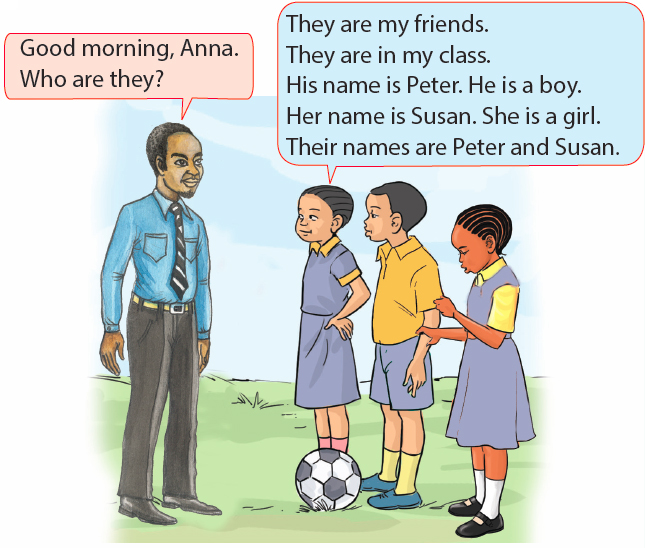 Good morning, Anna.
Who are they?
They are my friends.
They are in my class.
His name is Peter. He is a boy.
Her name is Susan. She is a girl.
Their names are Peter and Susan.